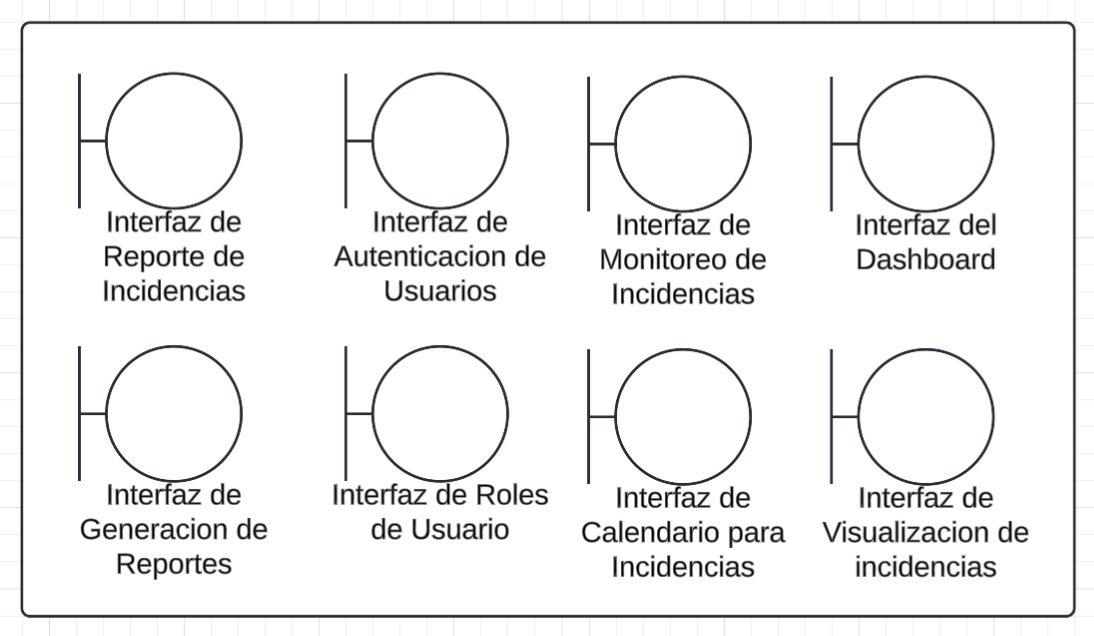 Interfaz de
Reporte de
Incidencias
Interfaz de
Autenticacion de
Usuarios
Interfaz de
Monitoreo de
Incidencias
Interfaz del
Dashboard
Interfaz de
Generacion de
Reportes
Interfaz de Roles
de Usuario
Interfaz de
Calendario para
Incidencias
Interfaz de
Visualizacion de
incidencias